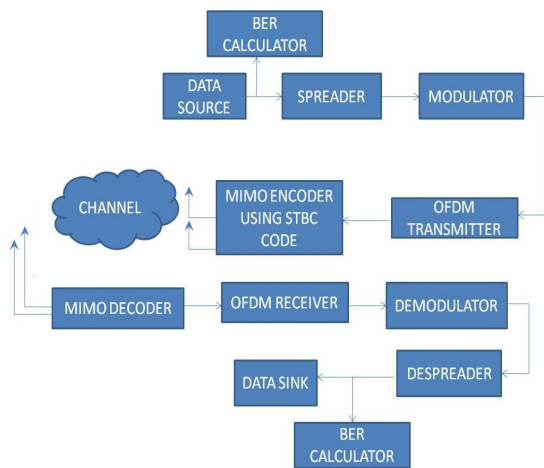 BER
CALCULATOR
DATA
SOURCE
SPREADER
MODULATOR
CHANNEL
MIMO ENCODER
USING STBC
CODE
OFDM
TRANSMITTER
MIMO DECODER
OFDM RECEIVER
DEMODULATOR
DATA SINK
DESPREADER
BER
CALCULATOR